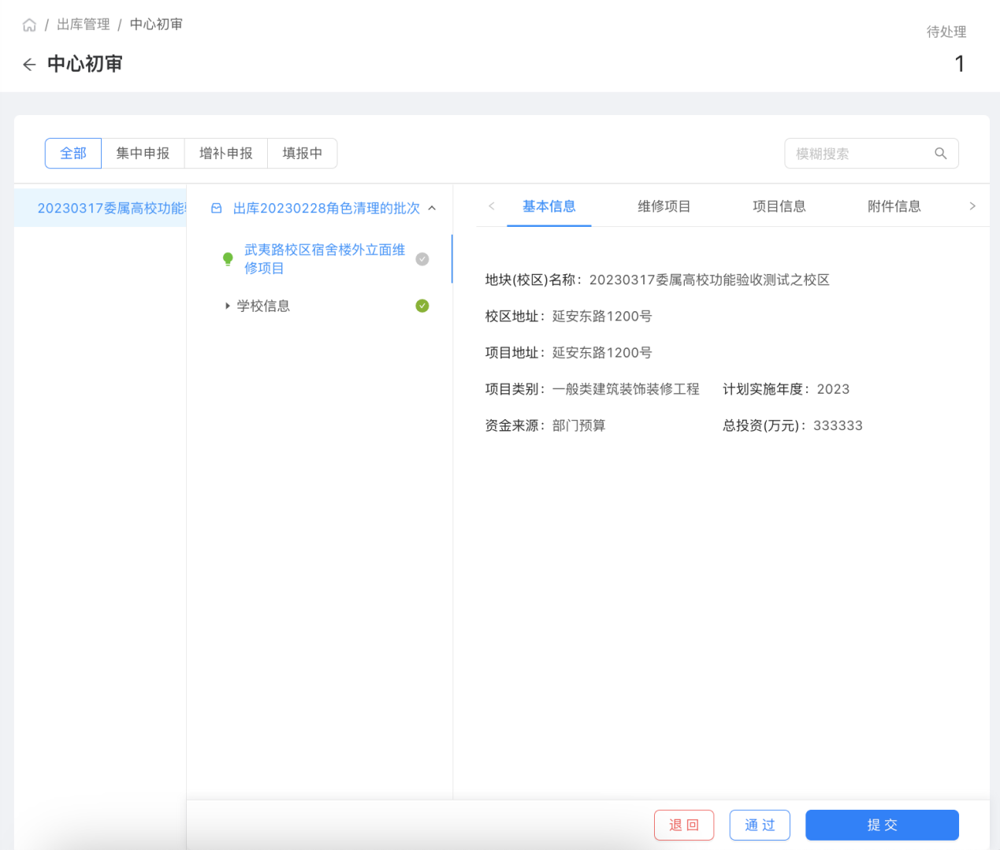 / 出库管理 / 中心初审
待处理
中心初审
1
全部 集中申报 增补申报 填报中
模糊搜索
20230317委属高校功能
出库20230228角色清理的批次
基本信息 维修项目 项目信息 附件信息
武夷路校区宿舍楼外立面维
修项目
学校信息
地块(校区)名称：20230317委属高校功能验收测试之校区
校区地址：延安东路1200号
项目地址：延安东路1200号
项目类别：一般类建筑装饰装修工程 计划实施年度：2023
资金来源：部门预算 总投资(万元)：333333
退 回 通 过 提 交